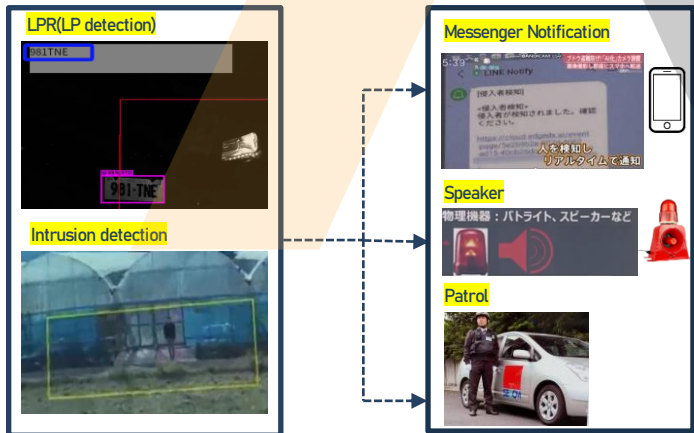 LPR(LP detection)
981TNE
981-TNE
Intrusion detection
Messenger Notification
5:39
LINE Notify
[侵入者検知]
<侵入者検知>
侵入者が検知されました。確認
ください。
人を検知し
リアルタイムで通知
Speaker
物理機器：パトライト、スピーカーなど
Patrol